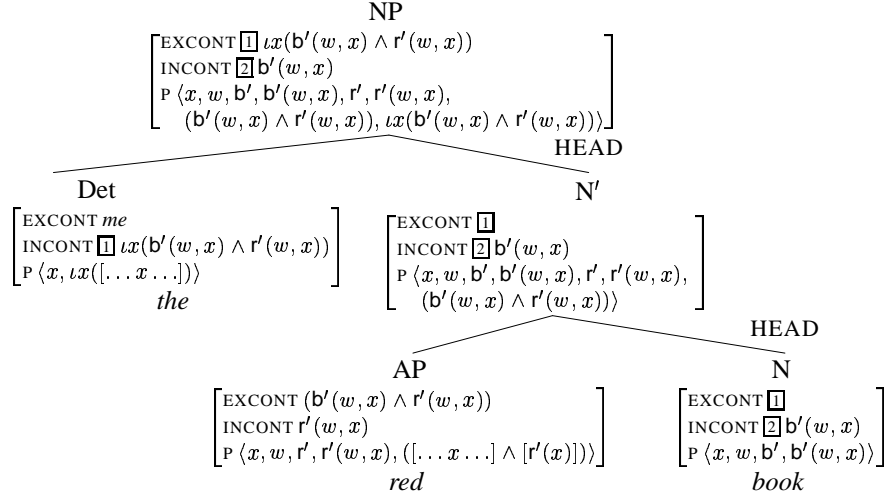 NP
[EXCONT [1] ιx(b′(w, x) ∧ r′(w, x))
INCONT [2] b′(w, x)
P ⟨x, w, b′, b′(w, x), r′, r′(w, x),
(b′(w, x) ∧ r′(w, x)), ιx(b′(w, x) ∧ r′(w, x))⟩]
HEAD
Det
[EXCONT me
INCONT [1] ιx(b′(w, x) ∧ r′(w, x))
P ⟨x, ιx([...x...])⟩]
the
N′
[EXCONT [1]
INCONT [2] b′(w, x)
P ⟨x, w, b′, b′(w, x), r′, r′(w, x),
(b′(w, x) ∧ r′(w, x))⟩]
HEAD
AP
[EXCONT (b′(w, x) ∧ r′(w, x))
INCONT r′(w, x)
P ⟨x, w, r′, r′(w, x), ([...x...] ∧ [r′(x)])⟩]
red
N
[EXCONT [1]
INCONT [2] b′(w, x)
P ⟨x, w, b′, b′(w, x)⟩]
book